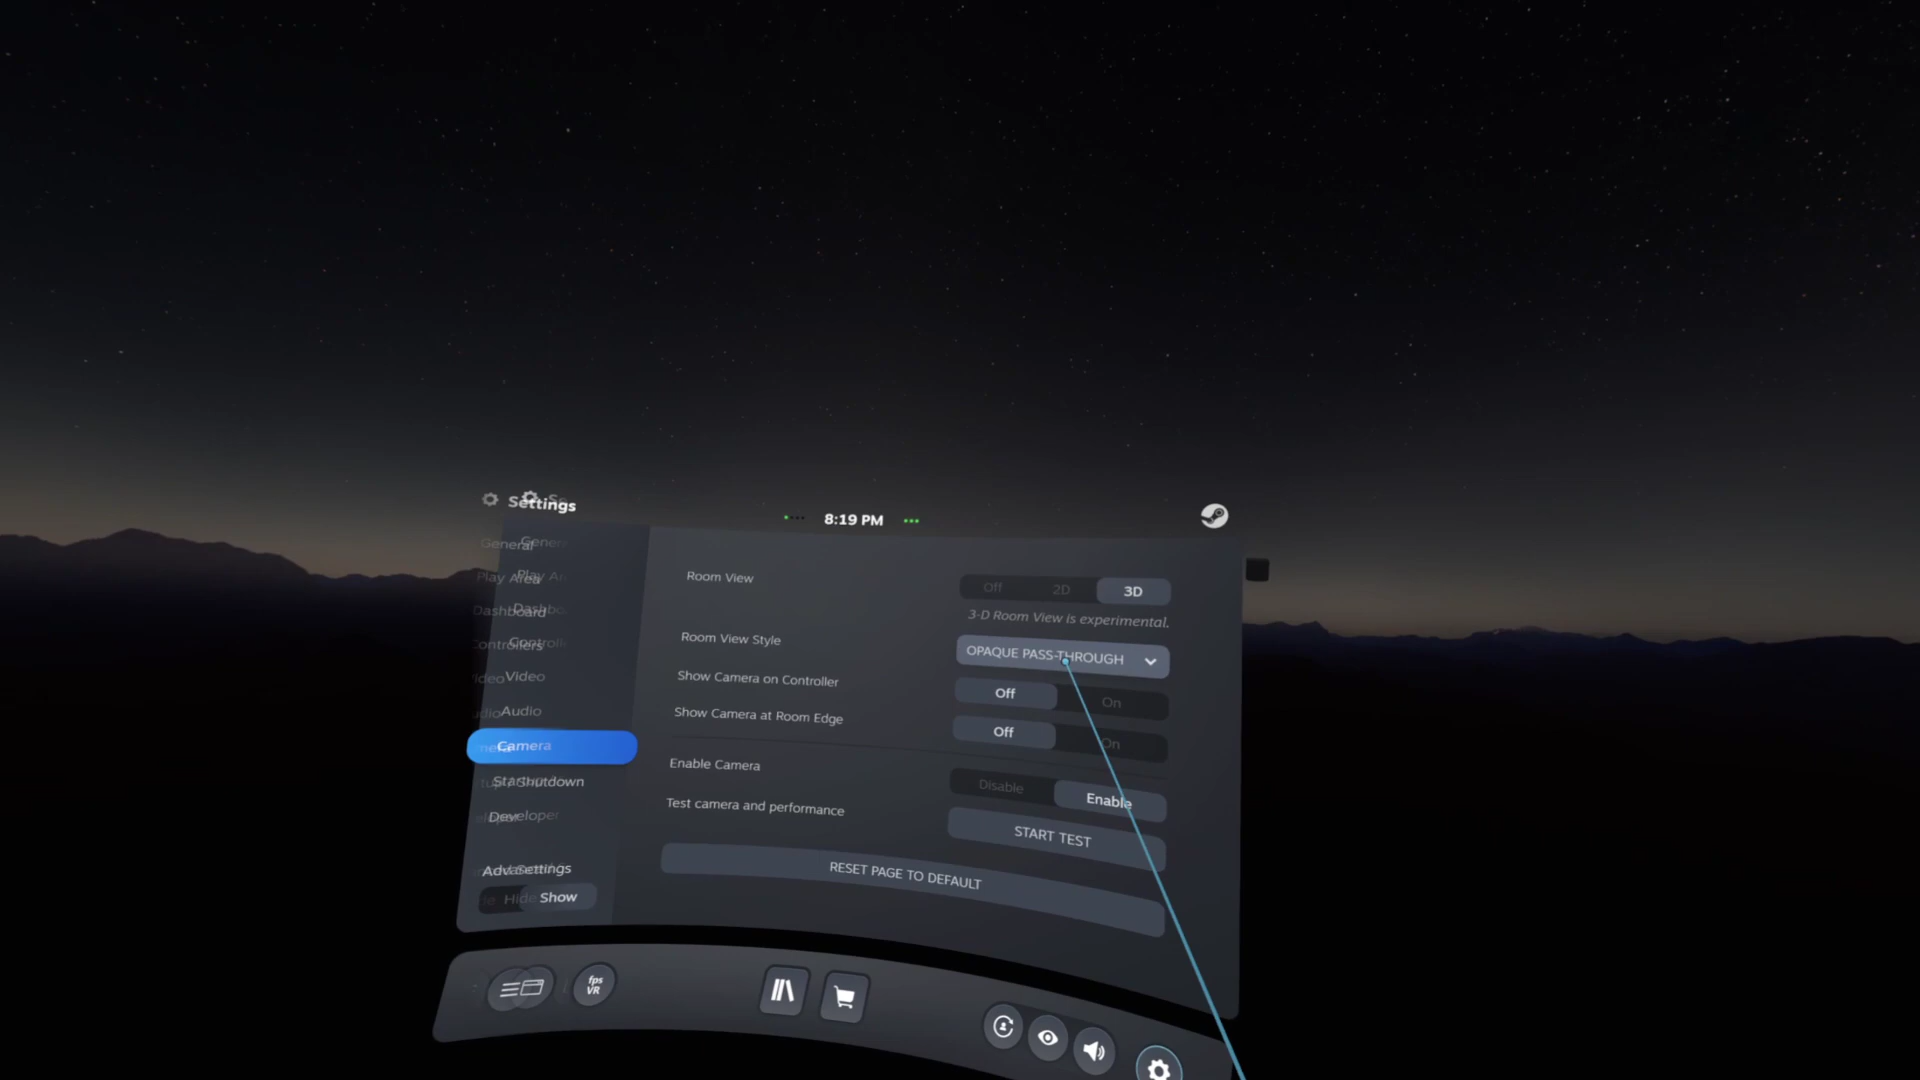 Settings
8:19 PM
General
Play Area
Dashboard
Controllers
Video
Audio
Camera
Startup/Shutdown
Developer
Advanced Settings
Hide Show
Room View
Off 2D 3D
3-D Room View is experimental.
Room View Style
OPAQUE PASS-THROUGH
Show Camera on Controller
Off On
Show Camera at Room Edge
Off On
Enable Camera
Disable Enable
Test camera and performance
START TEST
RESET PAGE TO DEFAULT
fps
VR